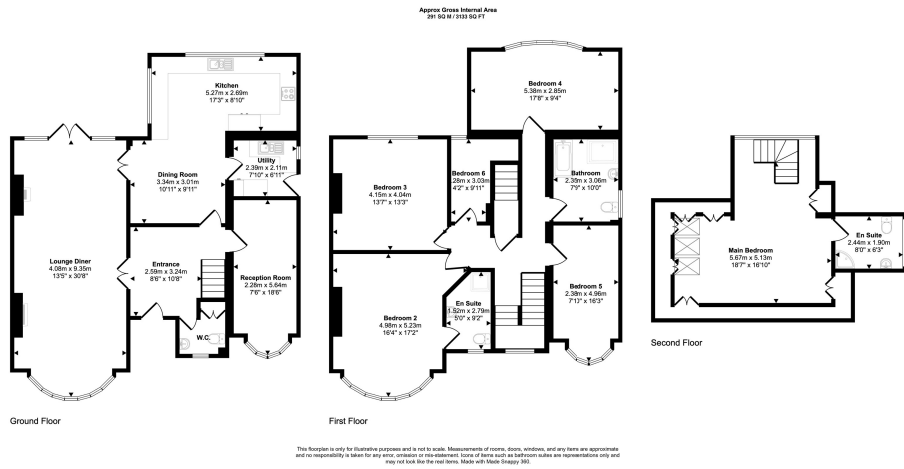 Approx Gross Internal Area
291 SQ M / 3133 SQ FT
Kitchen
5.27m x 2.69m
17'3" x 8'10"
Utility
2.39m x 2.11m
7'10" x 6'11"
Dining Room
3.34m x 3.01m
10'11" x 9'11"
Lounge Diner
4.08m x 9.35m
13'5" x 30'8"
Entrance
2.59m x 3.24m
8'6" x 10'8"
Reception Room
2.28m x 5.64m
7'6" x 18'6"
W.C.
Ground Floor
Bedroom 4
5.38m x 2.85m
17'8" x 9'4"
Bedroom 3
4.15m x 4.04m
13'7" x 13'3"
Bedroom 6
.28m x 3.03m
4'2" x 9'11"
Bathroom
2.35m x 3.06m
7'9" x 10'0"
Bedroom 2
4.98m x 5.23m
16'4" x 17'2"
En Suite
1.52m x 2.79m
5'0" x 9'2"
Bedroom 5
2.38m x 4.96m
7'10" x 16'3"
First Floor
Main Bedroom
5.67m x 5.13m
18'7" x 16'10"
En Suite
2.44m x 1.90m
8'0" x 6'3"
Second Floor
This floorplan is only for illustrative purposes and is not to scale. Measurements of rooms, doors, windows, and any items are approximate
and no responsibility is taken for any error, omission or mis-statement. Icons of items such as bathroom suites are representations only and
may not look like the real items. Made with Made Snappy 360.